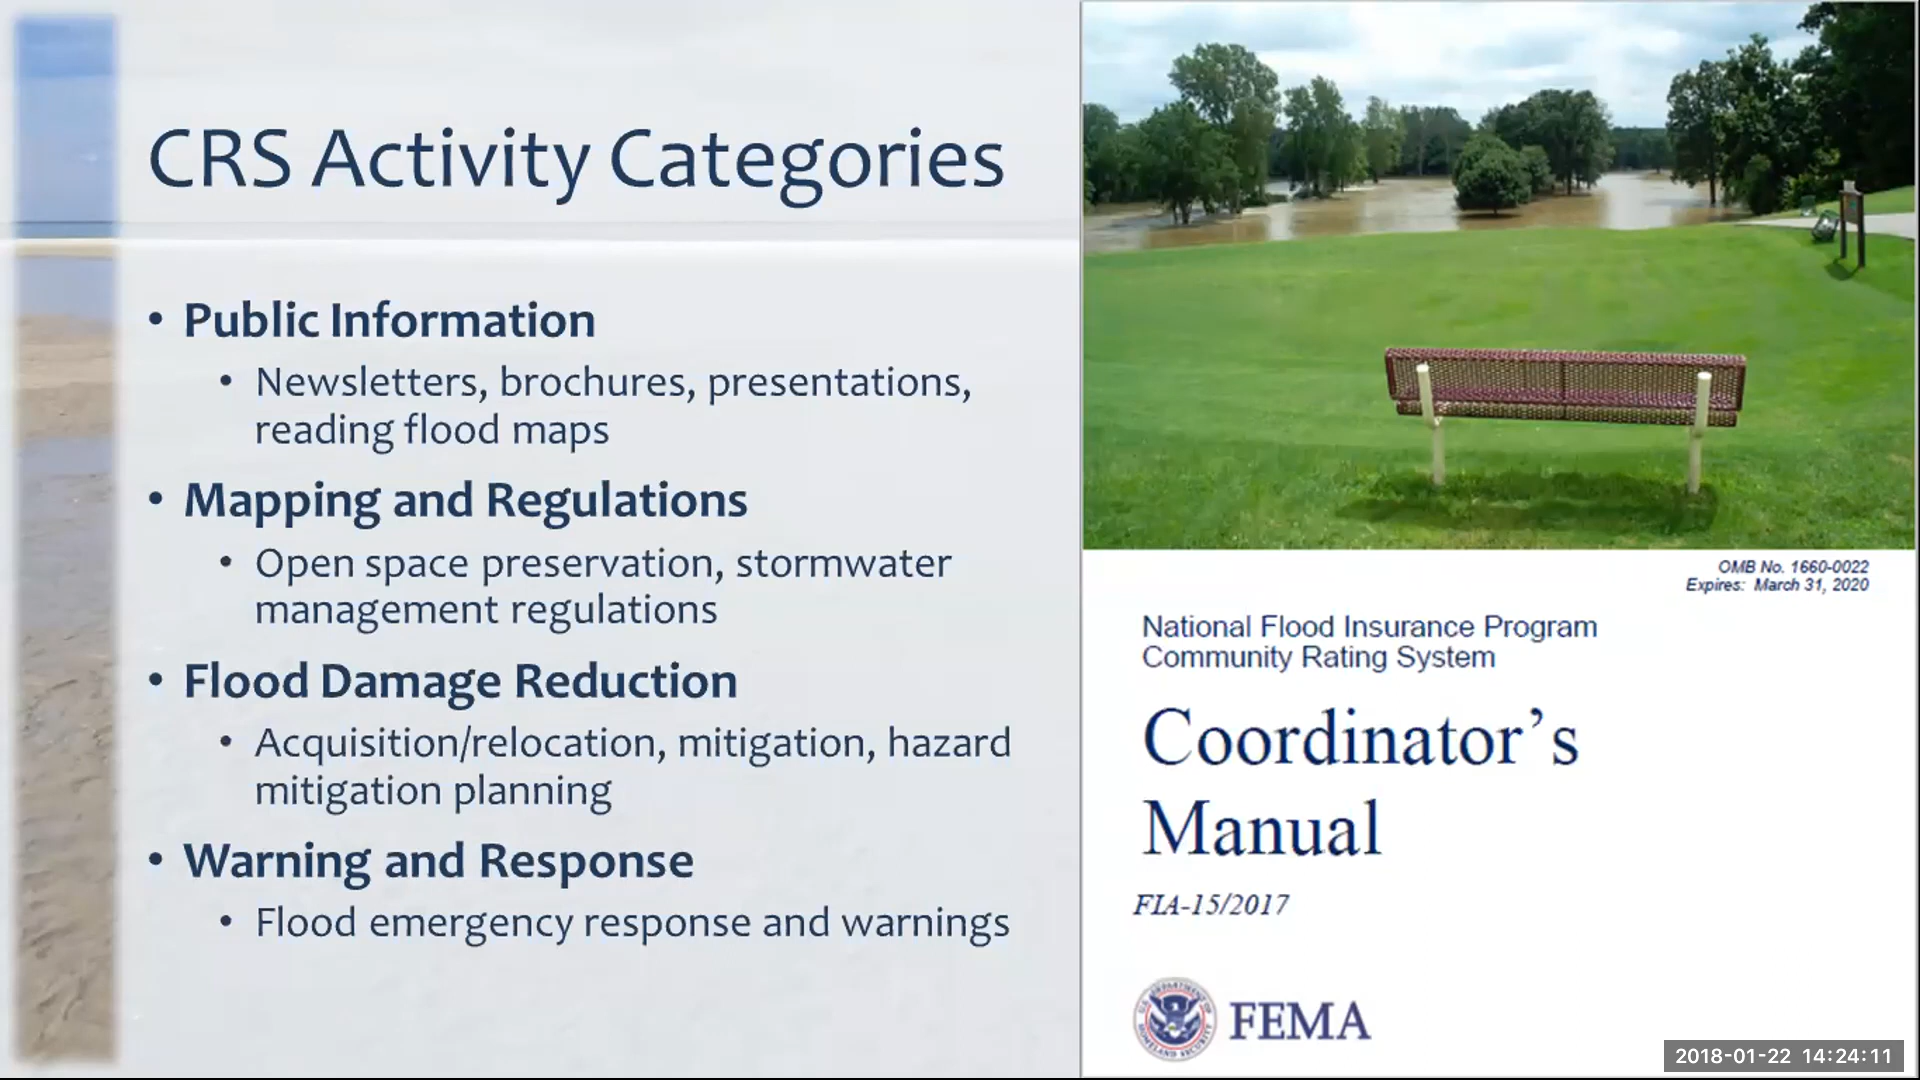 CRS Activity Categories
• Public Information
• Newsletters, brochures, presentations,
reading flood maps
• Mapping and Regulations
• Open space preservation, stormwater
management regulations
• Flood Damage Reduction
• Acquisition/relocation, mitigation, hazard
mitigation planning
• Warning and Response
• Flood emergency response and warnings
OMB No. 1660-0022
Expires: March 31, 2020
National Flood Insurance Program
Community Rating System
Coordinator's
Manual
FIA-15/2017
FEMA
2018-01-22 14:24:11